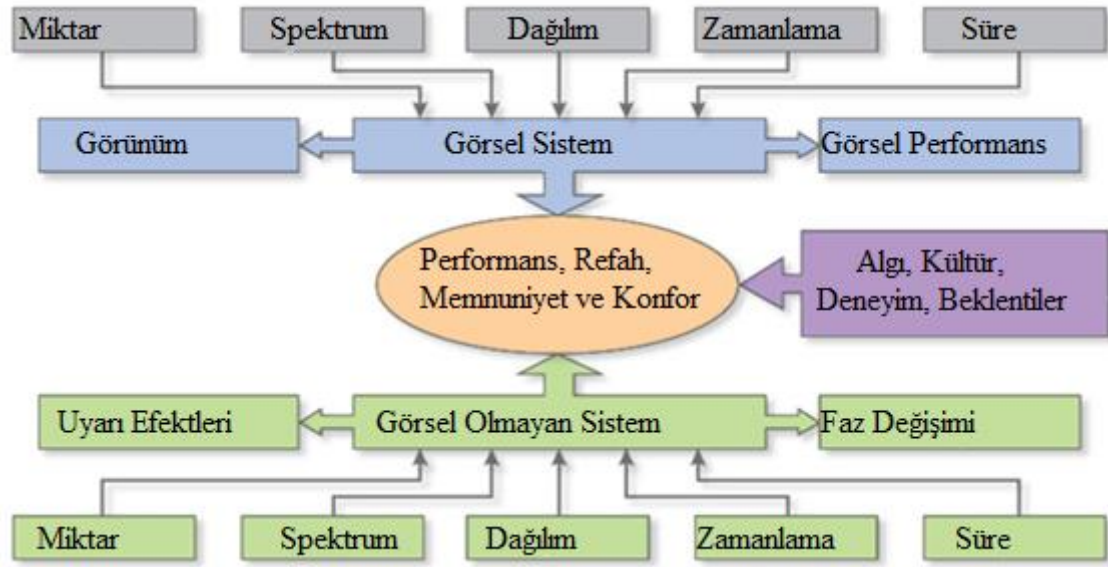 Miktar
Spektrum
Dağılım
Zamanlama
Süre
Görünüm
Görsel Sistem
Görsel Performans
Performans, Refah,
Memnuniyet ve Konfor
Algı, Kültür,
Deneyim, Beklentiler
Uyarı Efektleri
Görsel Olmayan Sistem
Faz Değişimi
Miktar
Spektrum
Dağılım
Zamanlama
Süre